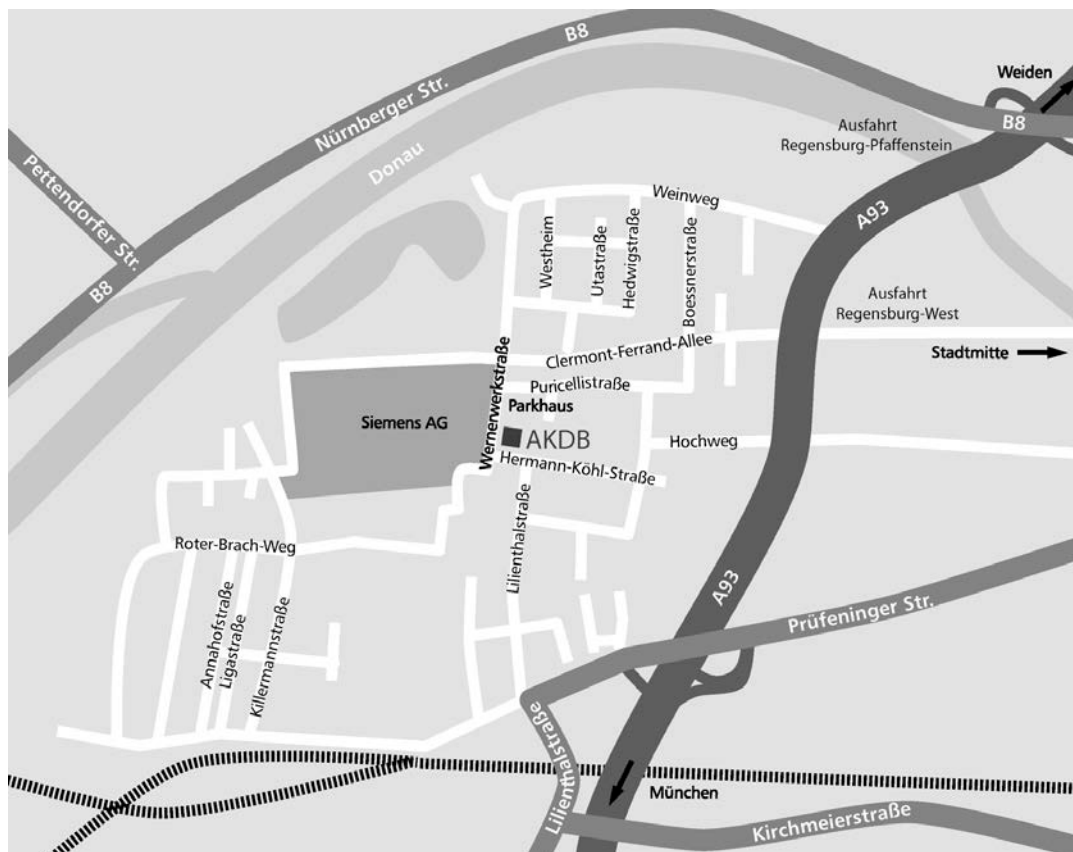 B8
Weiden
Nürnberger Str.
B8
Ausfahrt
Regensburg-Pfaffenstein
Donau
Pettendorfer Str.
Weinweg
A93
Westheim
Utastraße
Hedwigstraße
Boessnerstraße
B8
Ausfahrt
Regensburg-West
Clermont-Ferrand-Allee
Stadtmitte
Wernerwerkstraße
Puricellistraße
Parkhaus
Siemens AG
AKDB
Hochweg
Hermann-Köhl-Straße
Roter-Brach-Weg
Lilienthalstraße
A93
Prüfeninger Str.
Annahofstraße
Ligastraße
Killermannstraße
Lilienthalstraße
München
Kirchmeierstraße